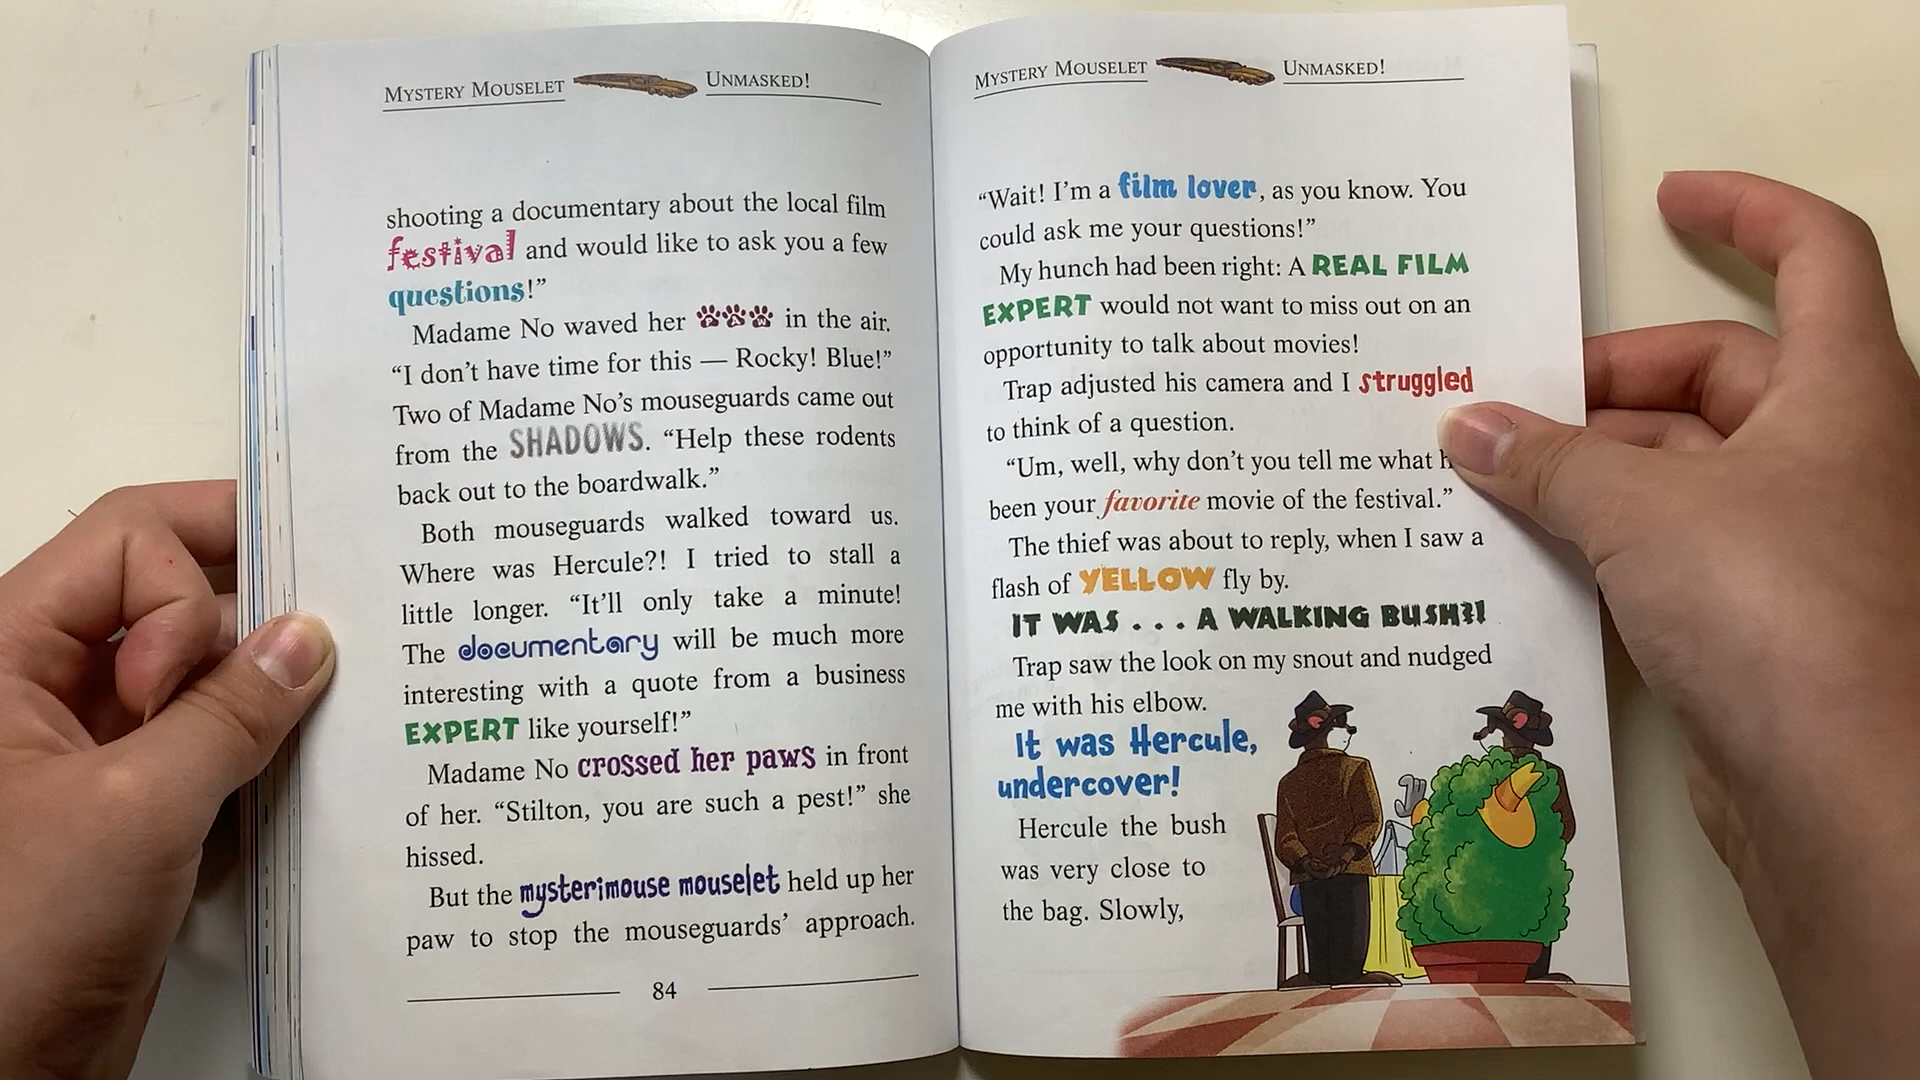 MYSTERY MOUSELET UNMASKED!
shooting a documentary about the local film
festival and would like to ask you a few
questions!”
Madame No waved her PAW in the air.
“I don’t have time for this — Rocky! Blue!”
Two of Madame No’s mouseguards came out
from the SHADOWS. “Help these rodents
back out to the boardwalk.”
Both mouseguards walked toward us.
Where was Hercule?! I tried to stall a
little longer. “It’ll only take a minute!
The documentary will be much more
interesting with a quote from a business
EXPERT like yourself!”
Madame No crossed her paws in front
of her. “Stilton, you are such a pest!” she
hissed.
But the mysterimouse mouselet held up her
paw to stop the mouseguards’ approach.
84
MYSTERY MOUSELET UNMASKED!
“Wait! I’m a film lover, as you know. You
could ask me your questions!”
My hunch had been right: A REAL FILM
EXPERT would not want to miss out on an
opportunity to talk about movies!
Trap adjusted his camera and I struggled
to think of a question.
“Um, well, why don’t you tell me what
been your favorite movie of the festival.”
The thief was about to reply, when I saw a
flash of YELLOW fly by.
IT WAS . . . A WALKING BUSH?!
Trap saw the look on my snout and nudged
me with his elbow.
It was Hercule,
undercover!
Hercule the bush
was very close to
the bag. Slowly,